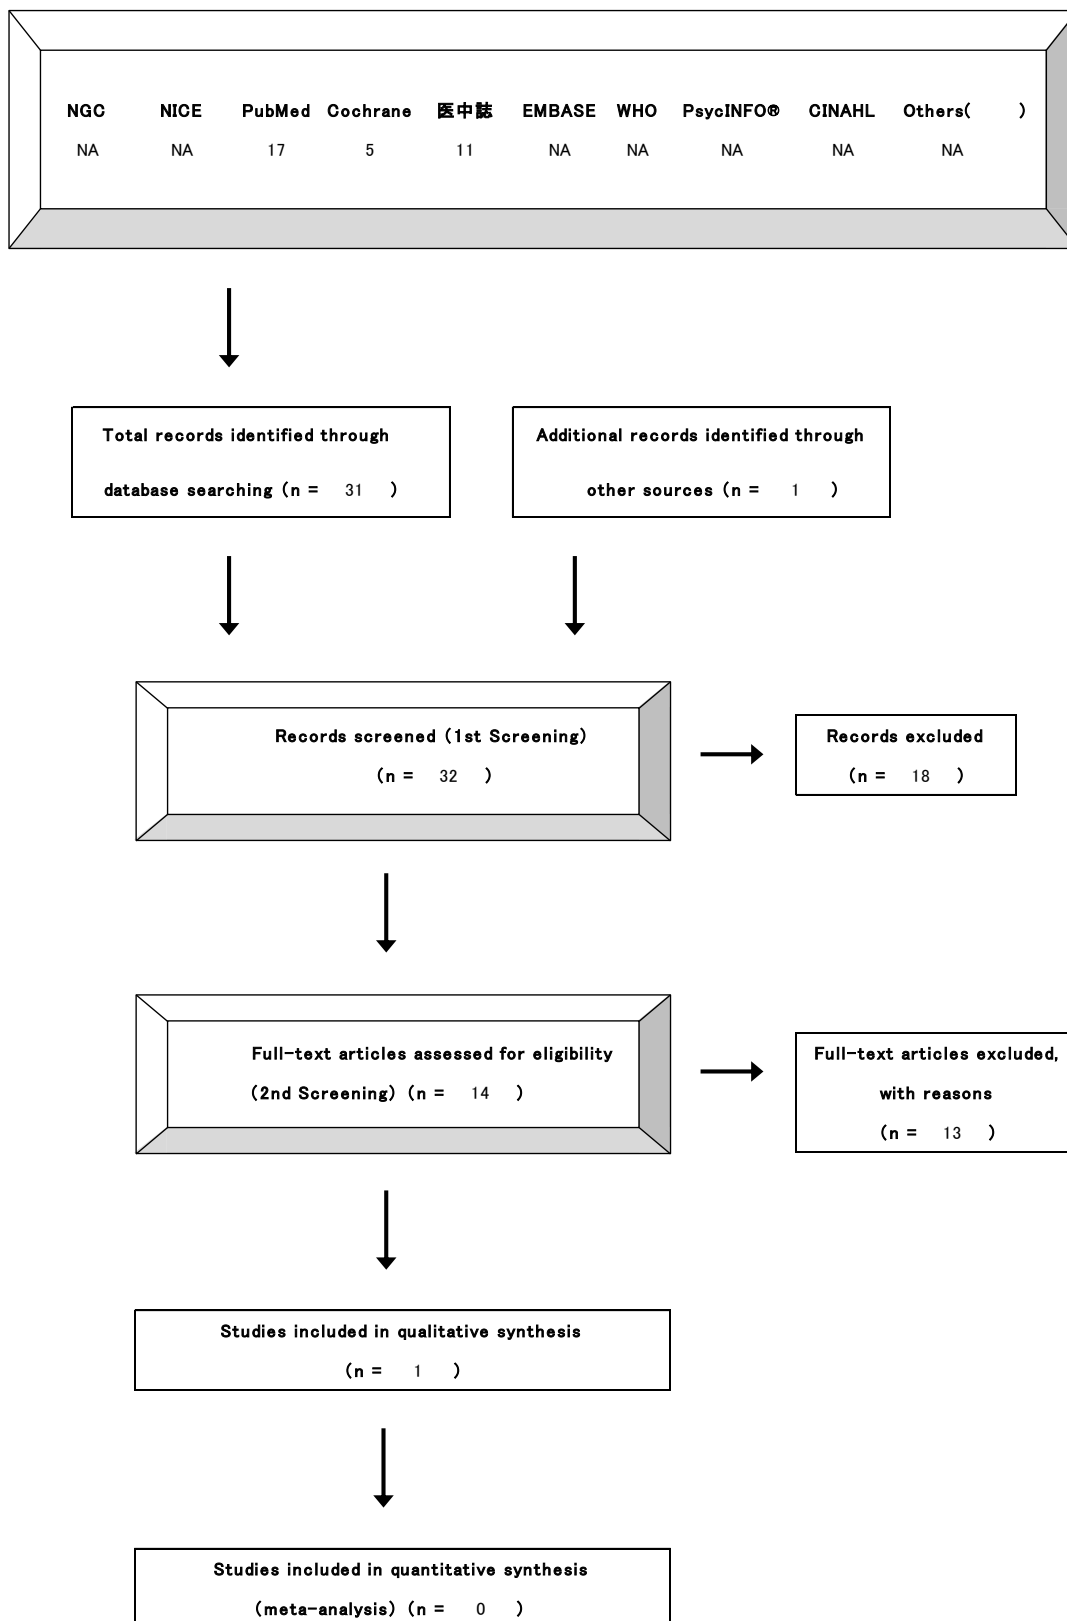 NGC NICE PubMed Cochrane 医中誌 EMBASE WHO PsycINFO® CINAHL Others( )
NA NA 17 5 11 NA NA NA NA NA
Total records identified through
database searching (n = 31 )
Additional records identified through
other sources (n = 1 )
Records screened (1st Screening)
(n = 32 )
Records excluded
(n = 18 )
Full-text articles assessed for eligibility
(2nd Screening) (n = 14 )
Full-text articles excluded,
with reasons
(n = 13 )
Studies included in qualitative synthesis
(n = 1 )
Studies included in quantitative synthesis
(meta-analysis) (n = 0 )